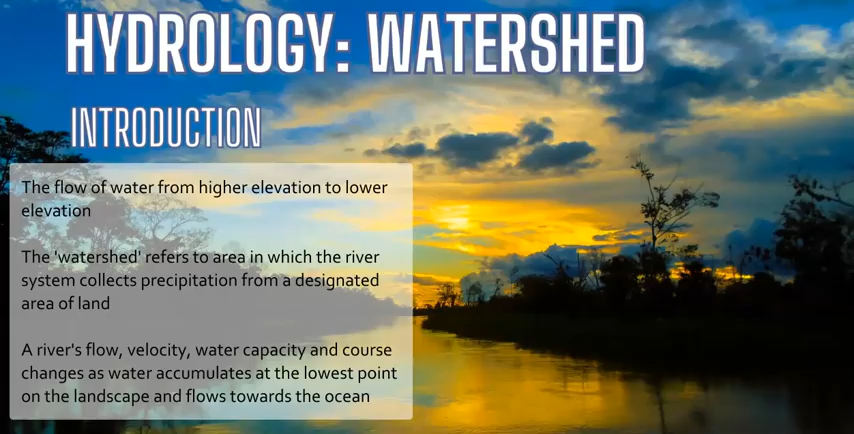 HYDROLOGY: WATERSHED
INTRODUCTION
The flow of water from higher elevation to lower
elevation
The 'watershed' refers to area in which the river
system collects precipitation from a designated
area of land
A river's flow, velocity, water capacity and course
changes as water accumulates at the lowest point
on the landscape and flows towards the ocean